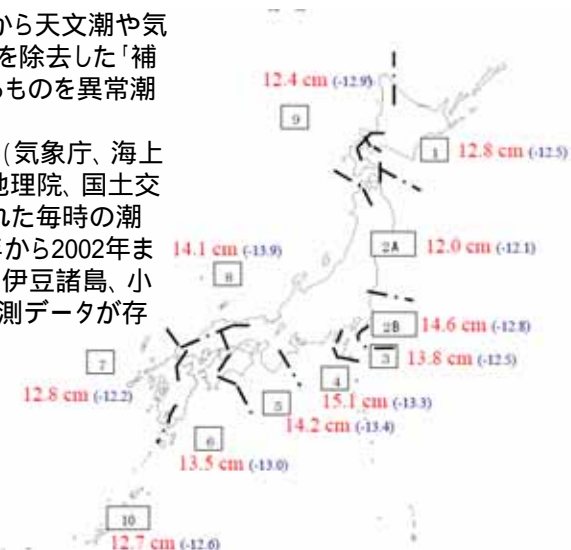 から天文潮や気
を除去した「補
るものを異常潮
(気象庁、海上
地理院、国土交
れた毎時の潮
から2002年ま
伊豆諸島、小
測データが存
12.4 cm (-12.9)
9
1 12.8 cm (-12.5)
2A 12.0 cm (-12.1)
14.1 cm (-13.9)
8
2B 14.6 cm (-12.8)
3 13.8 cm (-12.5)
7
12.8 cm (-12.2)
4
15.1 cm (-13.3)
5
14.2 cm (-13.4)
6
13.5 cm (-13.0)
10
12.7 cm (-12.6)